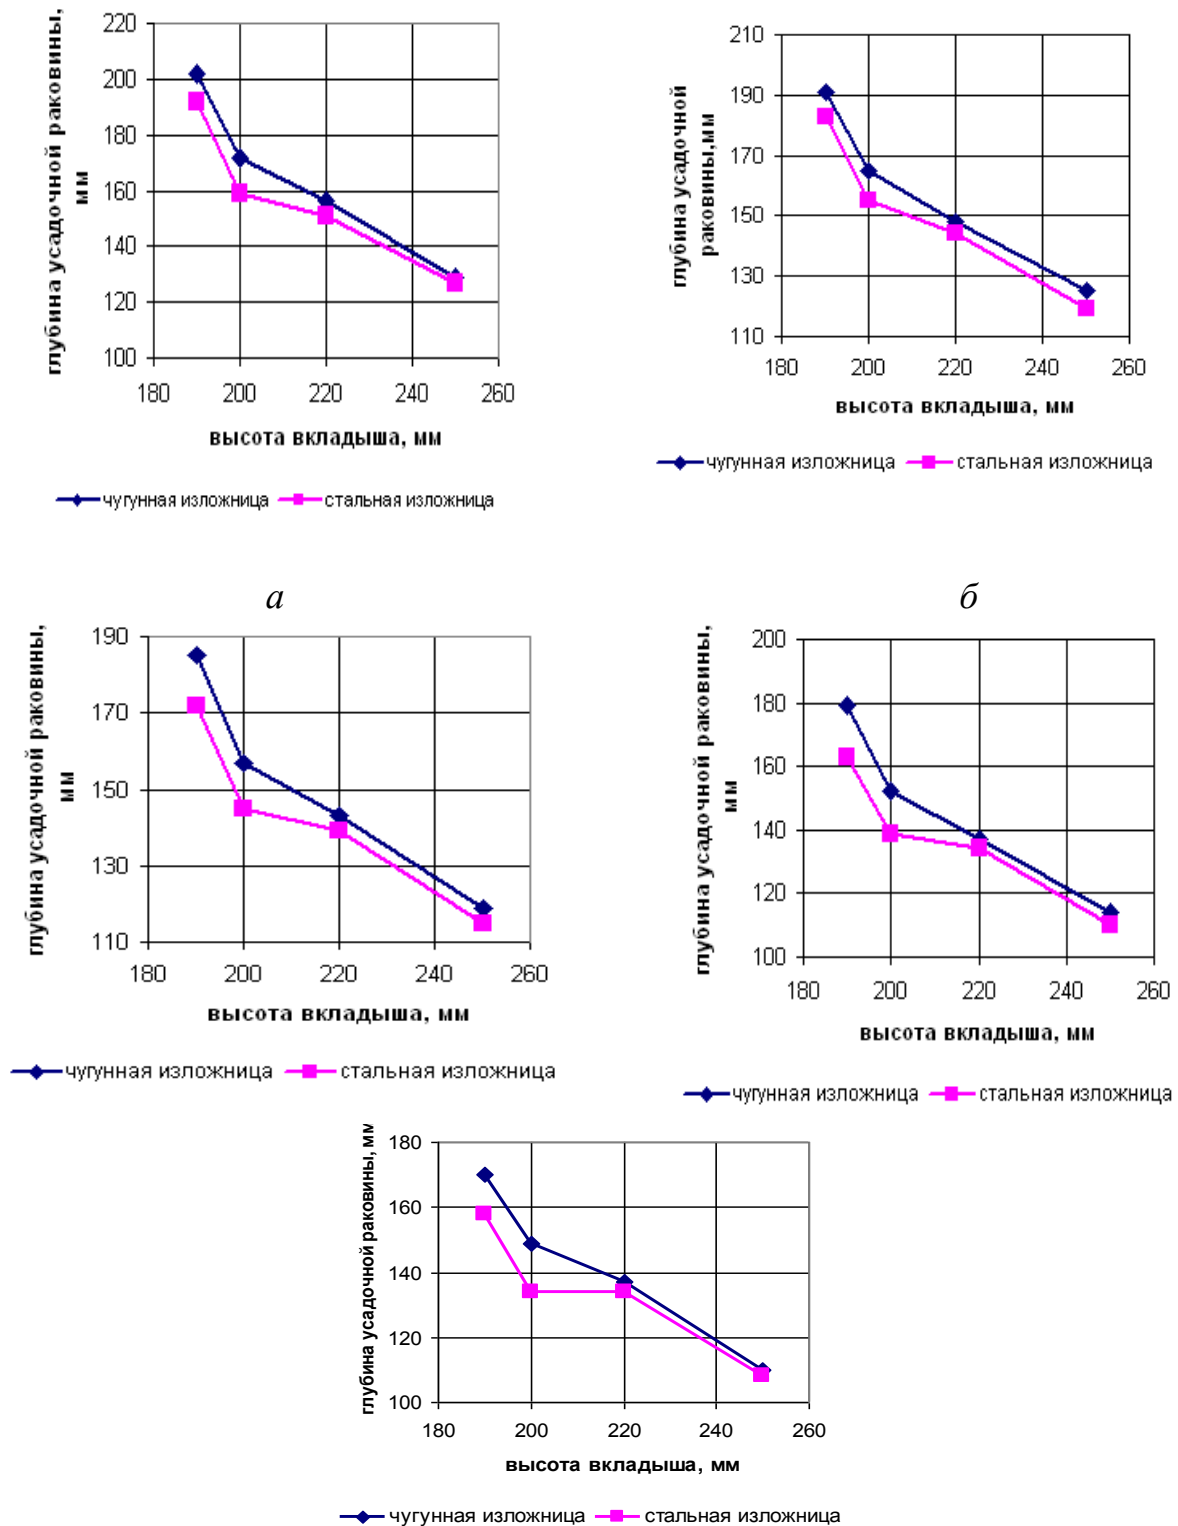 глубина усадочной раковины,
мм
220
200
180
160
140
120
100
180 200 220 240 260
высота вкладыша, мм
чугунная изложница стальная изложница
а
глубина усадочной
раковины,мм
210
190
170
150
130
110
180 200 220 240 260
высота вкладыша, мм
чугунная изложница стальная изложница
б
глубина усадочной раковины,
мм
190
170
150
130
110
180 200 220 240 260
высота вкладыша, мм
чугунная изложница стальная изложница
глубина усадочной раковины,
мм
200
180
160
140
120
100
180 200 220 240 260
высота вкладыша, мм
чугунная изложница стальная изложница
глубина усадочной раковины, мм
180
160
140
120
100
180 200 220 240 260
высота вкладыша, мм
чугунная изложница стальная изложница